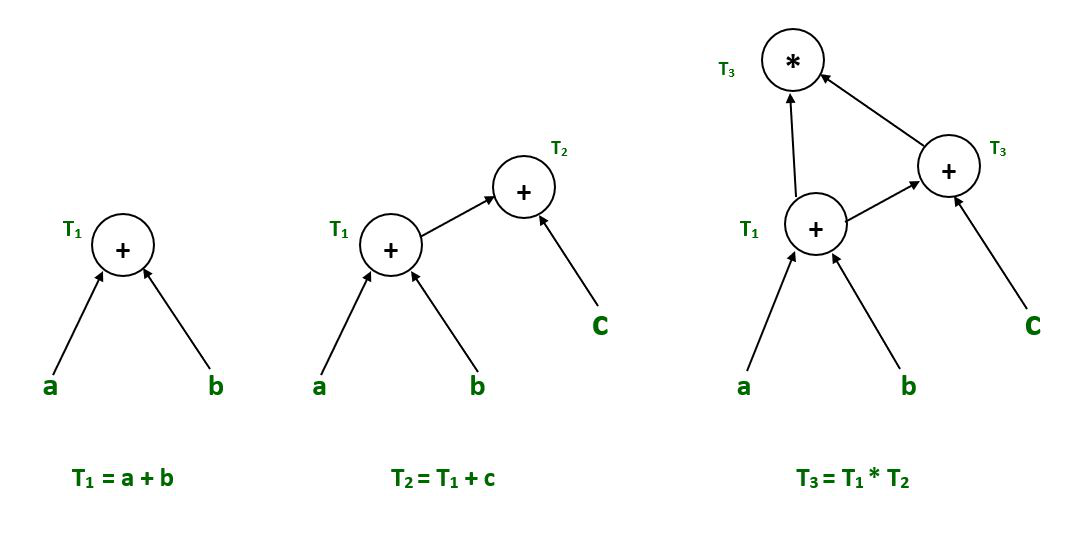 T₁
+
a
b
T₁ = a + b
T₂
T₁
+
+
c
a
b
T₂ = T₁ + c
T₃
*
T₃
+
T₁
+
c
a
b
T₃ = T₁ * T₂